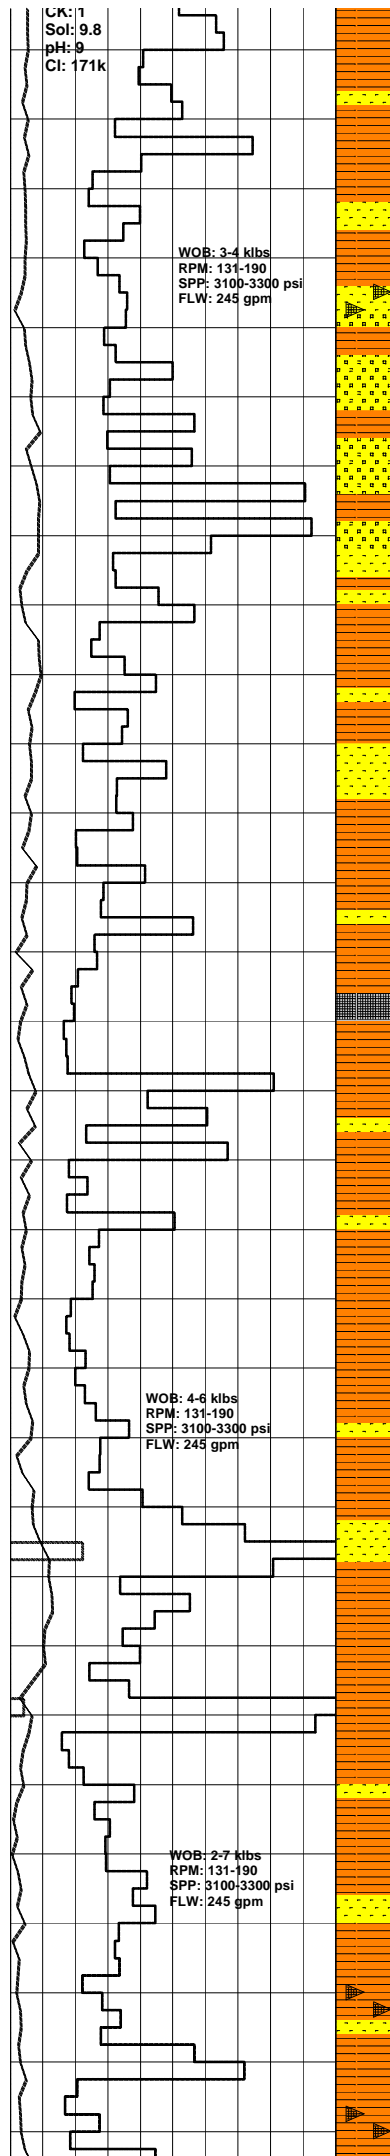 CK: 1
Sol: 9.8
pH: 9
Cl: 171k
WOB: 3-4 klbs
RPM: 131-190
SPP: 3100-3300 psi
FLW: 245 gpm
WOB: 4-6 klbs
RPM: 131-190
SPP: 3100-3300 psi
FLW: 245 gpm
WOB: 2-7 klbs
RPM: 131-190
SPP: 3100-3300 psi
FLW: 245 gpm